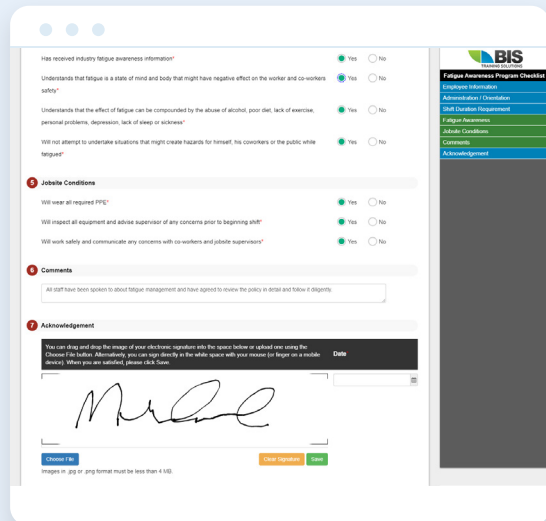 Has received industry fatigue awareness information*
Yes
No
Understands that fatigue is a state of mind and body that might have negative effect on the worker and co-workers
safety*
Yes
No
Understands that the effect of fatigue can be compounded by the abuse of alcohol, poor diet, lack of exercise,
personal problems, depression, lack of sleep or sickness*
Yes
No
Will not attempt to undertake situations that might create hazards for himself, his coworkers or the public while
fatigued*
Yes
No
5 Jobsite Conditions
Will wear all required PPE*
Yes
No
Will inspect all equipment and advise supervisor of any concerns prior to beginning shift*
Yes
No
Will work safely and communicate any concerns with co-workers and jobsite supervisors*
Yes
No
6 Comments
All staff have been spoken to about fatigue management and have agreed to review the policy in detail and follow it diligently.
7 Acknowledgement
You can drag and drop the image of your electronic signature into the space below or upload one using the
Choose File button. Alternatively, you can sign directly in the white space with your mouse (or finger on a mobile
device). When you are satisfied, please click Save.
Date
Choose File
Clear Signature
Save
Images in .jpg or .png format must be less than 4 MB.
BIS
TRAINING SOLUTIONS
Fatigue Awareness Program Checklist
Employee Information
Administration / Orientation
Shift Duration Requirement
Fatigue Awareness
Jobsite Conditions
Comments
Acknowledgement